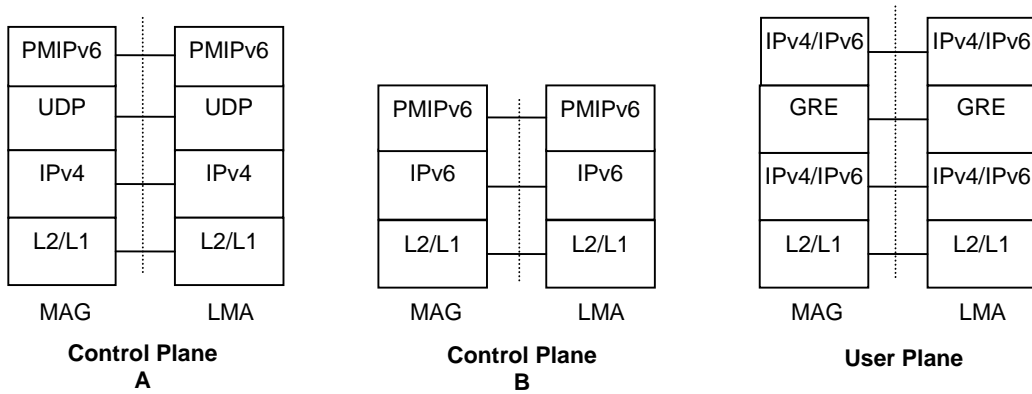 PMIPv6 PMIPv6
UDP UDP
IPv4 IPv4
L2/L1 L2/L1
MAG LMA
Control Plane
A
PMIPv6 PMIPv6
IPv6 IPv6
L2/L1 L2/L1
MAG LMA
Control Plane
B
IPv4/IPv6 IPv4/IPv6
GRE GRE
IPv4/IPv6 IPv4/IPv6
L2/L1 L2/L1
MAG LMA
User Plane